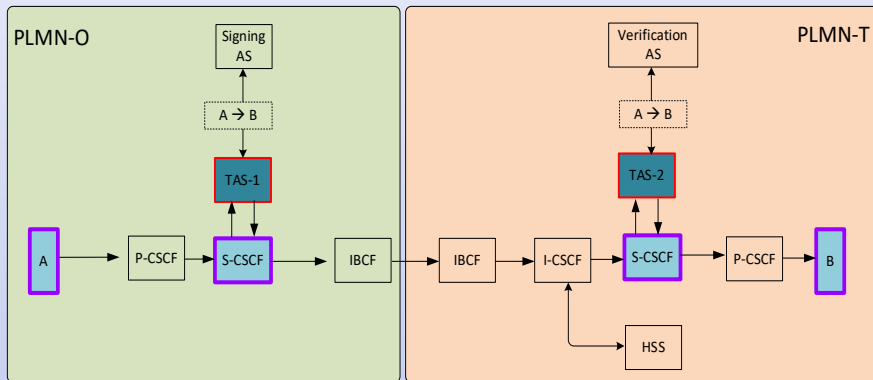 PLMN-O
PLMN-T
Signing
AS
Verification
AS
A → B
A → B
TAS-1
TAS-2
A
P-CSCF
S-CSCF
IBCF
IBCF
I-CSCF
S-CSCF
P-CSCF
B
HSS